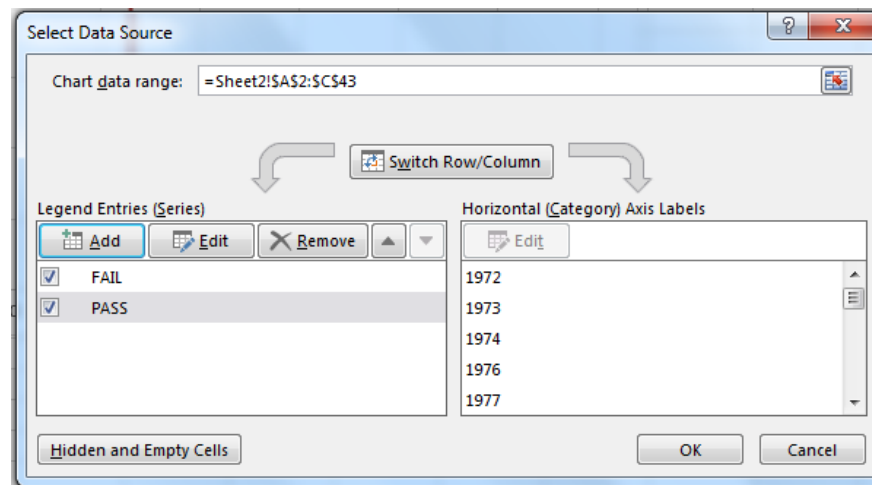 Select Data Source
Chart data range: =Sheet2!$A$2:$C$43
Switch Row/Column
Legend Entries (Series)
Add Edit Remove
FAIL
PASS
Horizontal (Category) Axis Labels
Edit
1972
1973
1974
1976
1977
Hidden and Empty Cells
OK Cancel